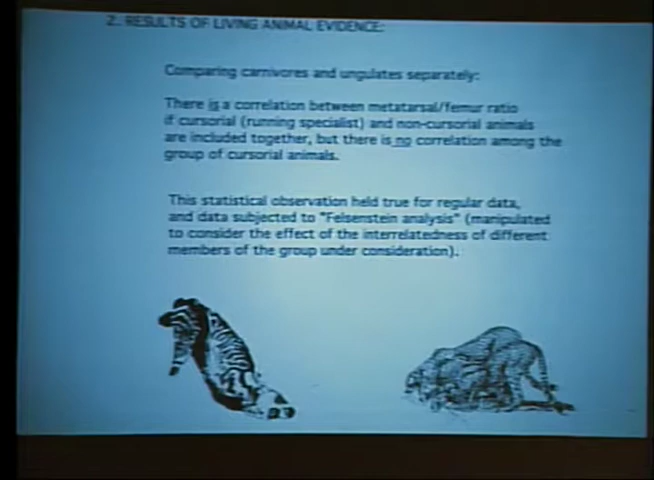 2. RESULTS OF LIVING ANIMAL EVIDENCE:
Comparing carnivores and ungulates separately:
There is a correlation between metatarsal/femur ratio
if cursorial (running specialist) and non-cursorial animals
are included together, but there is no correlation among the
group of cursorial animals.
This statistical observation held true for regular data,
and data subjected to "Felsenstein analysis" (manipulated
to consider the effect of the interrelatedness of different
members of the group under consideration).